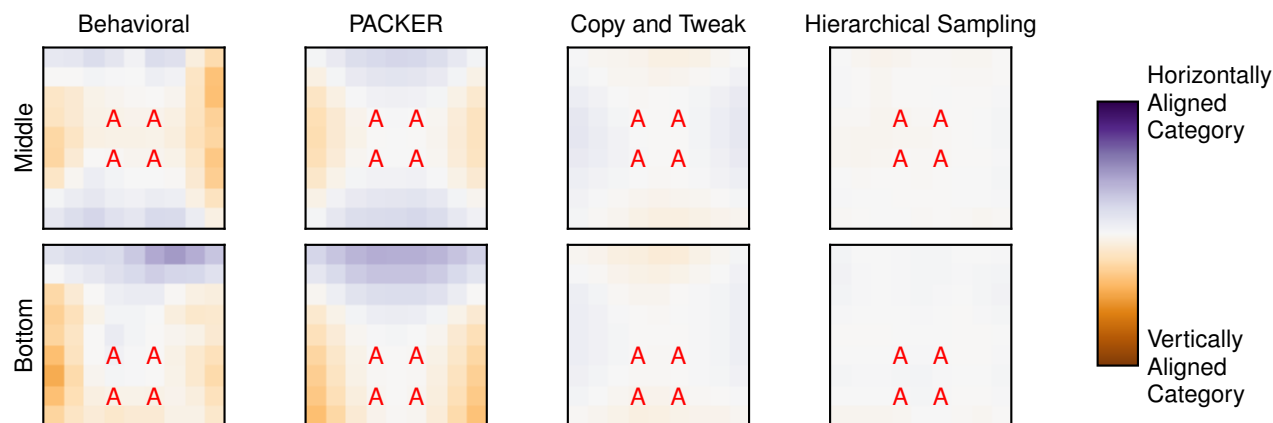 Behavioral PACKER Copy and Tweak Hierarchical Sampling
Middle
A A A A A A
A A
A A A A A A
A A
Bottom
A A A A A A
A A
A A A A A A
A A
Horizontally
Aligned
Category
Vertically
Aligned
Category